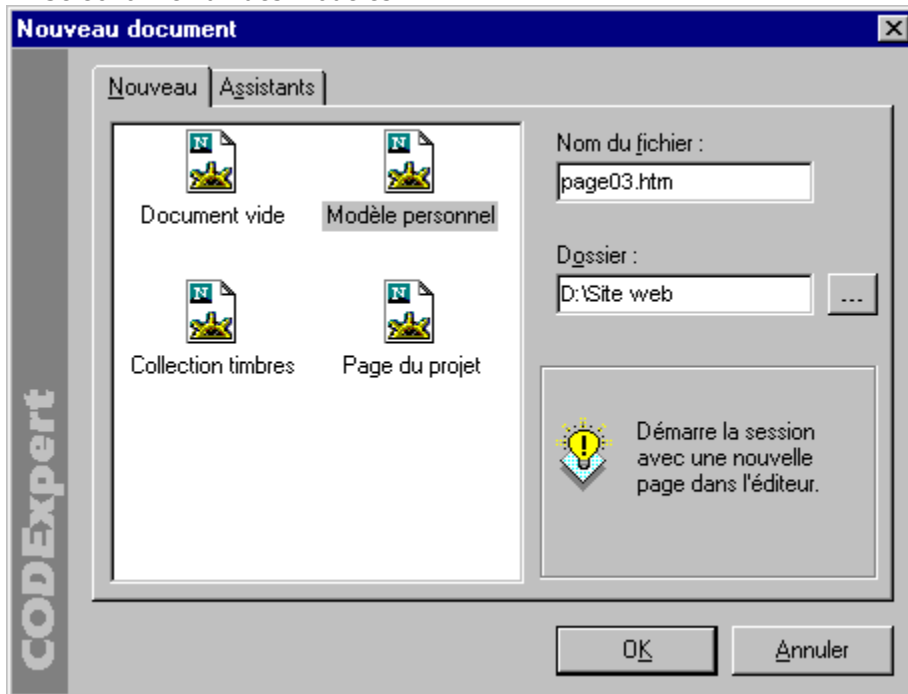 Nouveau document
Nouveau
Assistants
Document vide
Modèle personnel
Collection timbres
Page du projet
Nom du fichier :
page03.htm
Dossier :
D:\Site web
...
Démarre la session
avec une nouvelle
page dans l'éditeur.
CODExpert
OK
Annuler